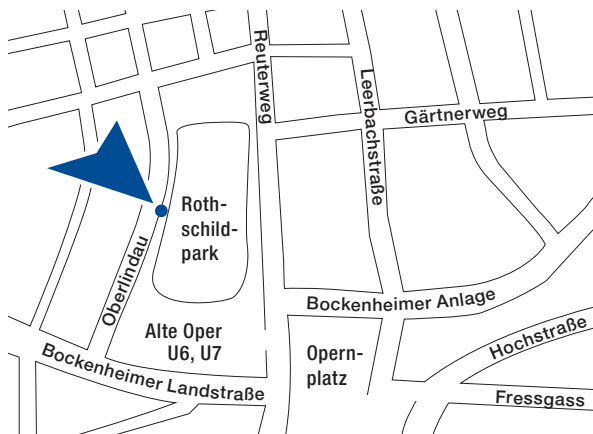 Reuterweg
Leerbachstraße
Gärtnerweg
Roth-
schild-
park
Oberlindau
Bockenheimer Anlage
Alte Oper
U6, U7
Hochstraße
Opern-
platz
Bockenheimer Landstraße
Fressgass